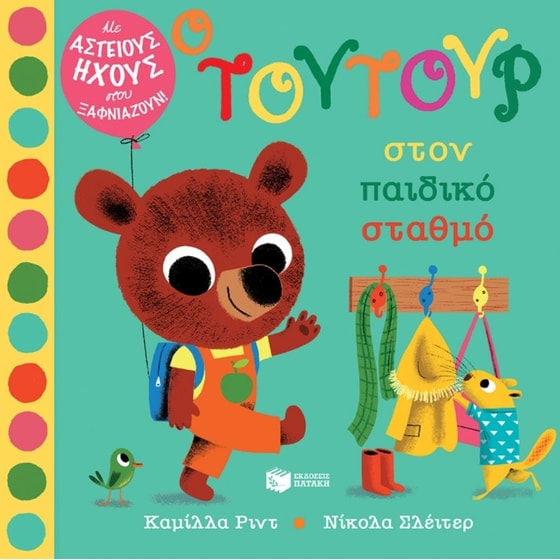 Με
ΑΣΤΕΙΟΥΣ
ΗΧΟΥΣ
που
ΞΑΦΝΙΑΖΟΥΝ!
Ο ΤΟΥΤΟΥΡ
στον
παιδικό
σταθμό
ΕΚΔΟΣΕΙΣ
ΠΑΤΑΚΗ
Καμίλλα Ριντ Νίκολα Σλέιτερ